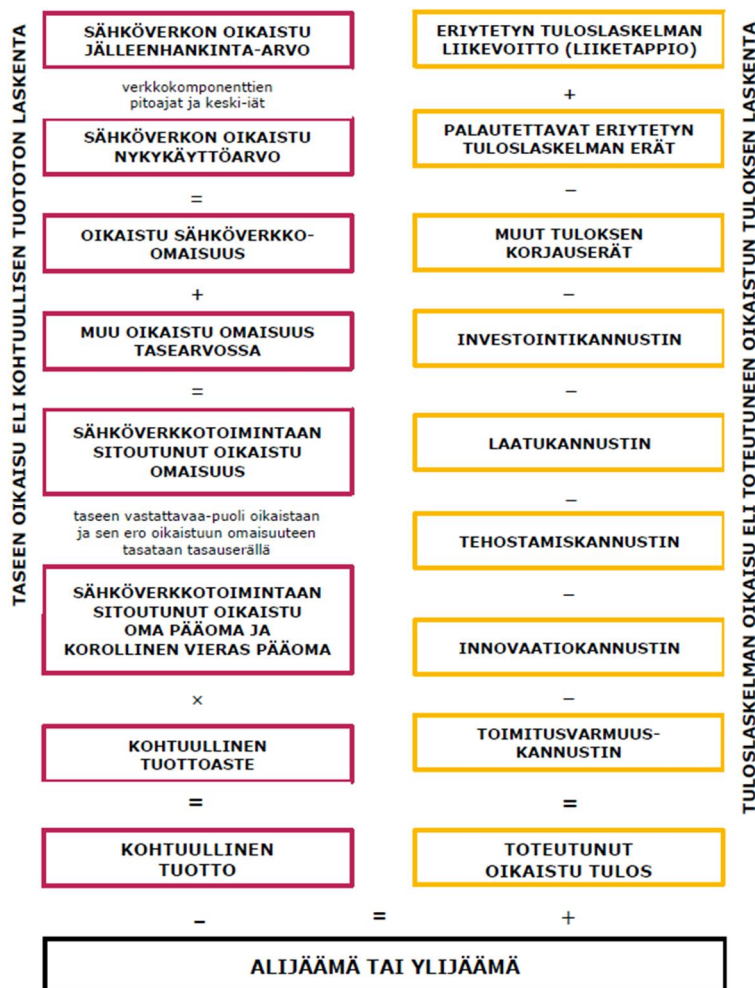 TASEEN OIKAISU ELI KOHTUULLISEN TUOTOTON LASKENTA
SÄHKÖVERKON OIKAISTU
JÄLLEENHANKINTA-ARVO
verkkokomponenttien
pitoajat ja keski-iät
SÄHKÖVERKON OIKAISTU
NYKYKÄYTTÖARVO
=
OIKAISTU SÄHKÖVERKKO-
OMAISUUS
+
MUU OIKAISTU OMAISUUS
TASEARVOSSA
=
SÄHKÖVERKKOTOIMINTAAN
SITOUTUNUT OIKAISTU
OMAISUUS
taseen vastattavaa-puoli oikaistaan
ja sen ero oikaistuun omaisuuteen
tasataan tasauserällä
SÄHKÖVERKKOTOIMINTAAN
SITOUTUNUT OIKAISTU
OMA PÄÄOMA JA
KOROLLINEN VIERAS PÄÄOMA
×
KOHTUULLINEN
TUOTTOASTE
=
KOHTUULLINEN
TUOTTO
ERIYTETYN TULOSLASKELMAN
LIIKEVOITTO (LIIKETAPPIO)
+
PALAUTETTAVAT ERIYTETYN
TULOSLASKELMAN ERÄT
–
MUUT TULOKSEN
KORJAUSERÄT
–
INVESTOINTIKANNUSTIN
–
LAATUKANNUSTIN
–
TEHOSTAMISKANNUSTIN
–
INNOVAATIOKANNUSTIN
–
TOIMITUSVARMUUS-
KANNUSTIN
=
TOTEUTUNUT
OIKAISTU TULOS
TULOSLASKELMAN OIKAISU ELI TOTEUTUNEEN OIKAISTUN TULOKSEN LASKENTA
– = +
ALIJÄÄMÄ TAI YLIJÄÄMÄ